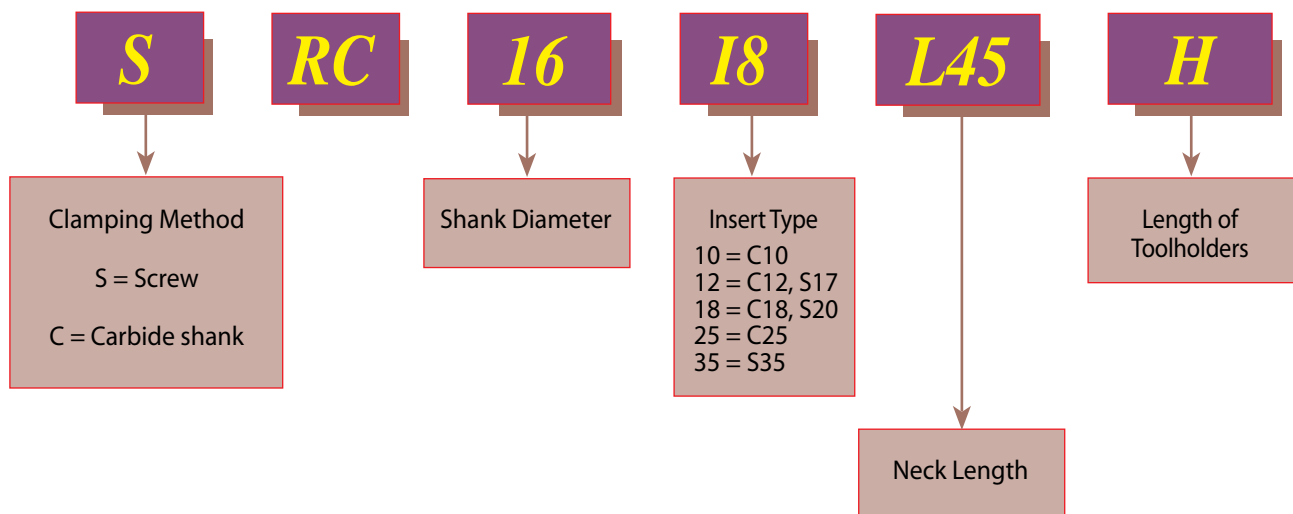 S RC 16 I8 L45 H
Clamping Method
S = Screw
C = Carbide shank
Shank Diameter
Insert Type
10 = C10
12 = C12, S17
18 = C18, S20
25 = C25
35 = S35
Neck Length
Length of
Toolholders